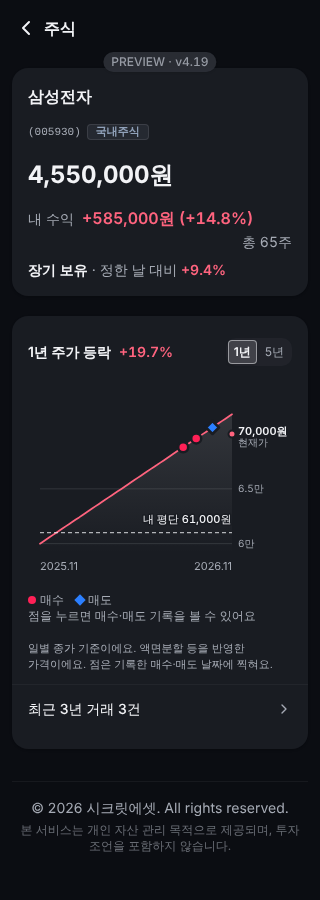 주식
PREVIEW · v4.19
삼성전자
(005930) 국내주식
4,550,000원
내 수익 +585,000원 (+14.8%)
총 65주
장기 보유 · 정한 날 대비 +9.4%
1년 주가 등락 +19.7%
1년 5년
70,000원
현재가
6.5만
내 평단 61,000원
6만
2025.11 2026.11
매수 매도
점을 누르면 매수·매도 기록을 볼 수 있어요
일별 종가 기준이에요. 액면분할 등을 반영한
가격이에요. 점은 기록한 매수·매도 날짜에 찍혀요.
최근 3년 거래 3건
© 2026 시크릿에셋. All rights reserved.
본 서비스는 개인 자산 관리 목적으로 제공되며, 투자
조언을 포함하지 않습니다.